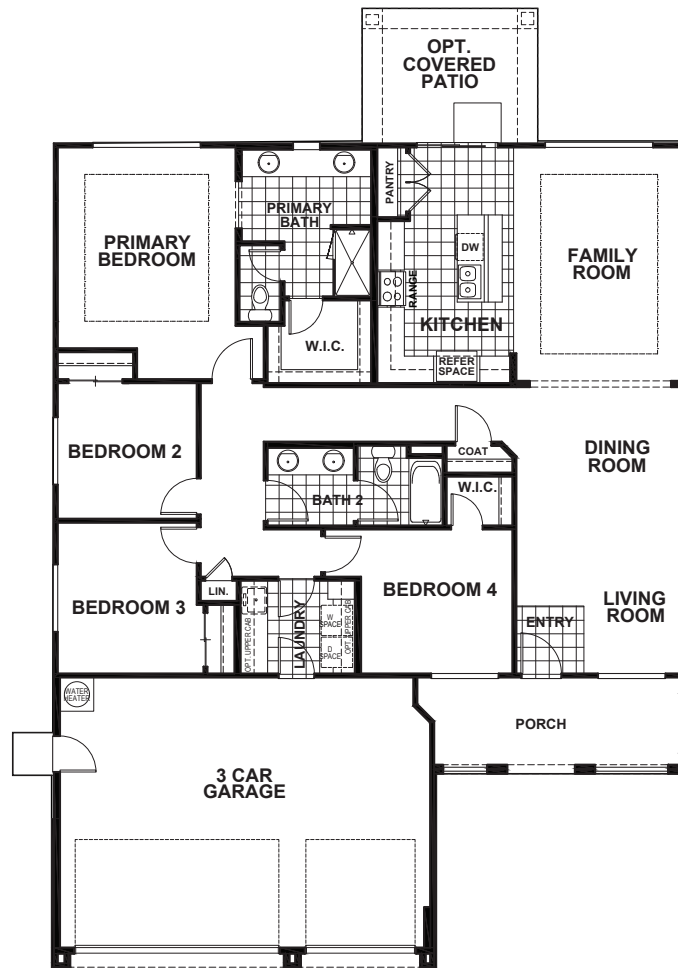 OPT.
COVERED
PATIO
PRIMARY
BEDROOM
PRIMARY
BATH
PANTRY
DW
RANGE
KITCHEN
REFER
SPACE
FAMILY
ROOM
W.I.C.
BEDROOM 2
COAT
W.I.C.
BATH 2
DINING
ROOM
BEDROOM 3
LIN.
OPT. UPPER CAB
LAUNDRY
W
SPACE
D
SPACE
OPT. UPPER CAB
BEDROOM 4
ENTRY
LIVING
ROOM
WATER
HEATER
3 CAR
GARAGE
PORCH